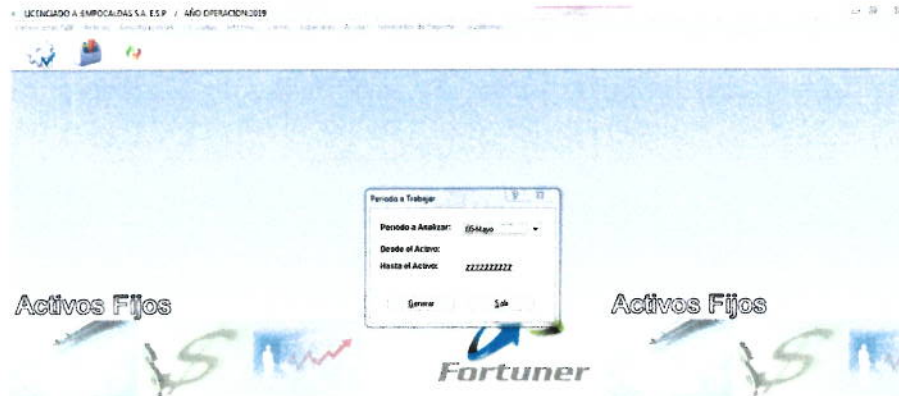 LICENCIADO A :EMPOCALDAS S.A. E.S.P / AÑO OPERACION:2019
Periodo a Trabajar
Periodo a Analizar: 05-Mayo
Desde el Activo:
Hasta el Activo: ZZZZZZZZZZ
Generar Salir
Activos Fijos Activos Fijos
Fortuner